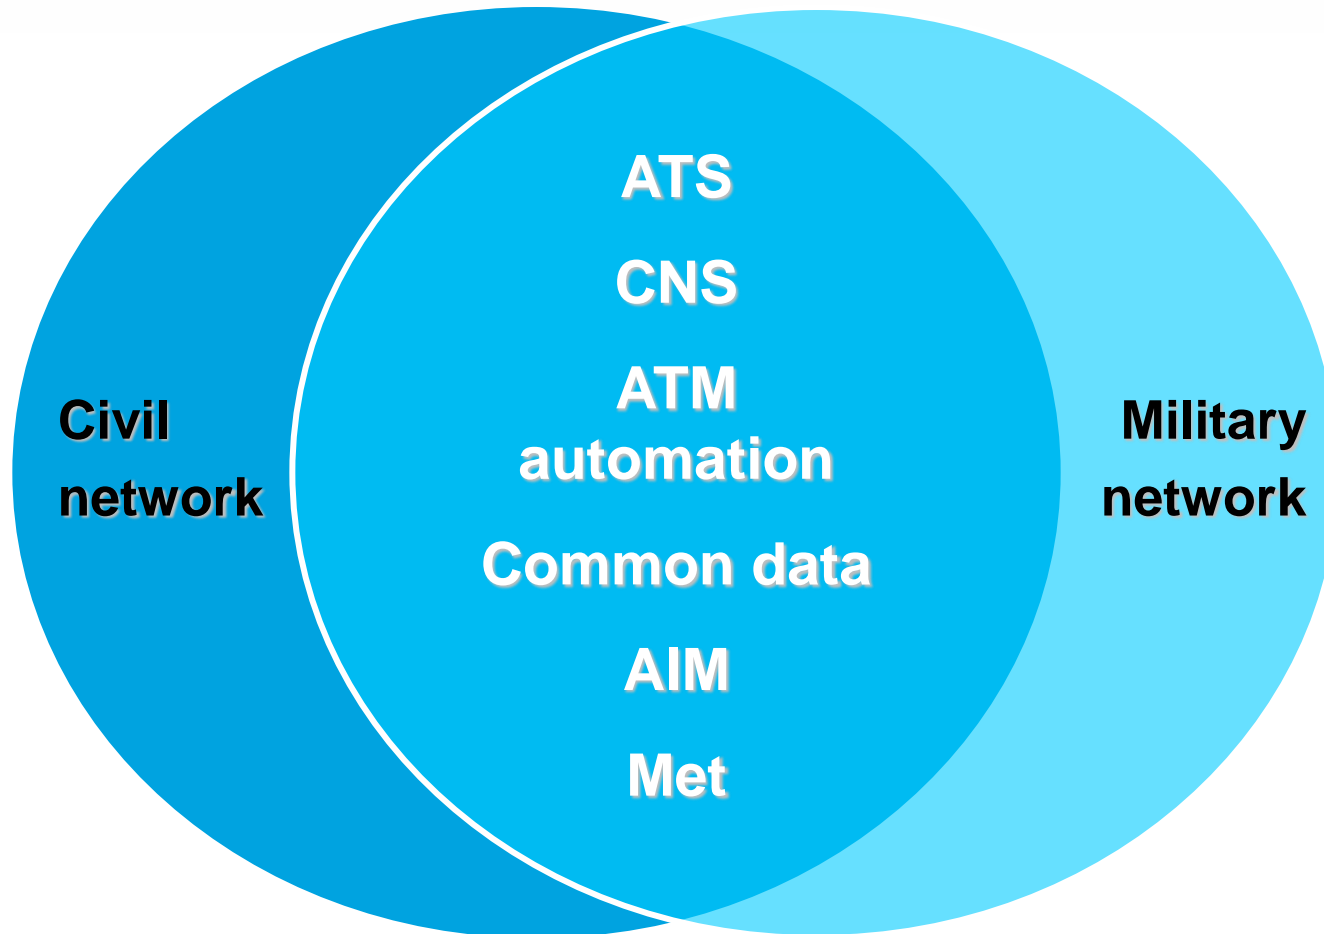 Civil
network
ATS
CNS
ATM
automation
Common data
AIM
Met
Military
network